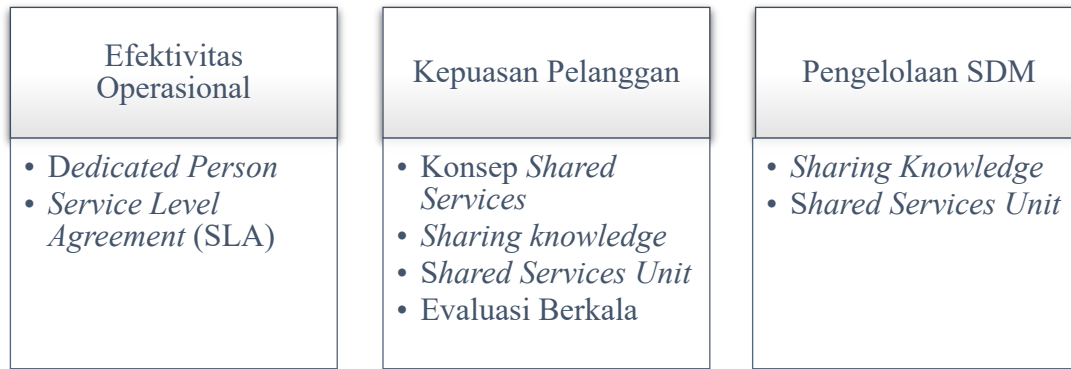 Efektivitas
Operasional
• Dedicated Person
• Service Level
Agreement (SLA)
Kepuasan Pelanggan
• Konsep Shared
Services
• Sharing knowledge
• Shared Services Unit
• Evaluasi Berkala
Pengelolaan SDM
• Sharing Knowledge
• Shared Services Unit